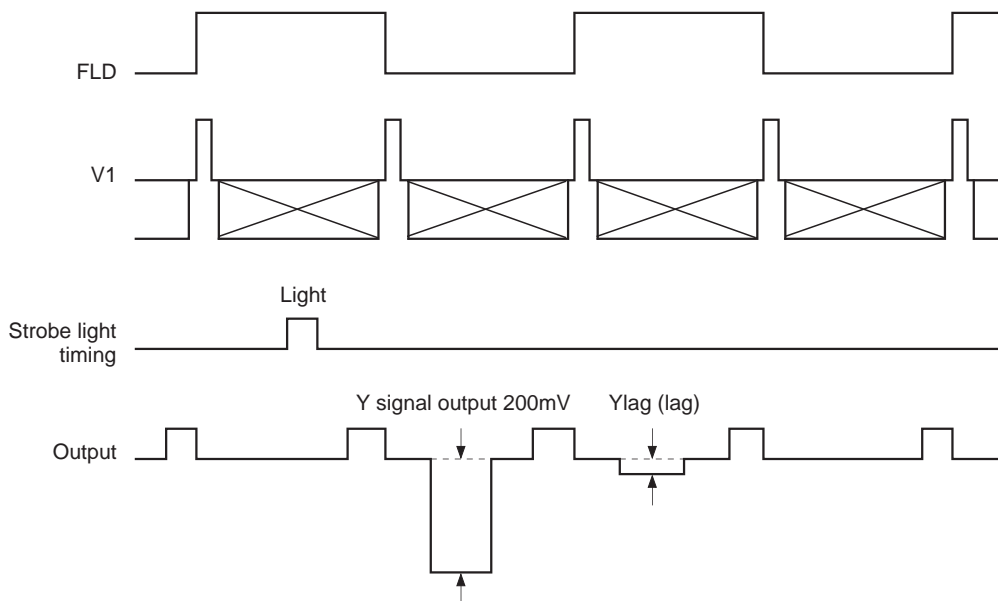 FLD
V1
Light
Strobe light
timing
Y signal output 200mV
Ylag (lag)
Output